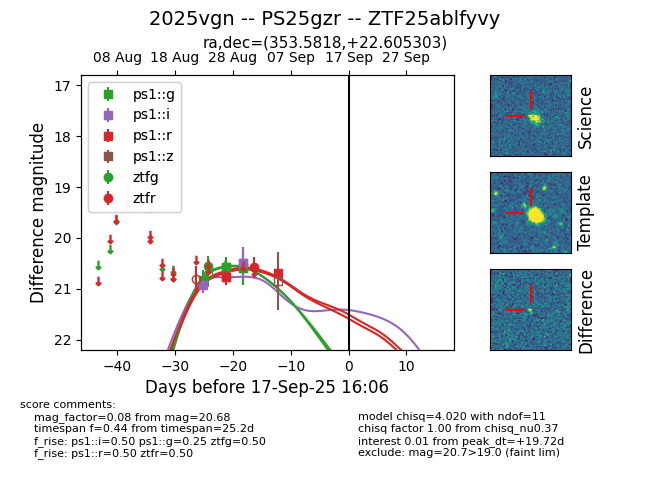 2025vgn -- PS25gzr -- ZTF25ablfyvy
ra,dec=(353.5818,+22.605303)
08 Aug 18 Aug 28 Aug 07 Sep 17 Sep 27 Sep
ps1::g
ps1::i
ps1::r
ps1::z
ztfg
ztfr
17
18
19
20
21
22
Difference magnitude
−40 −30 −20 −10 0 10
Days before 17-Sep-25 16:06
Science
Template
Difference
score comments:
mag_factor=0.08 from mag=20.68
timespan f=0.44 from timespan=25.2d
f_rise: ps1::i=0.50 ps1::g=0.25 ztfg=0.50
f_rise: ps1::r=0.50 ztfr=0.50
model chisq=4.020 with ndof=11
chisq factor 1.00 from chisq_nu0.37
interest 0.01 from peak_dt=+19.72d
exclude: mag=20.7>19.0 (faint lim)